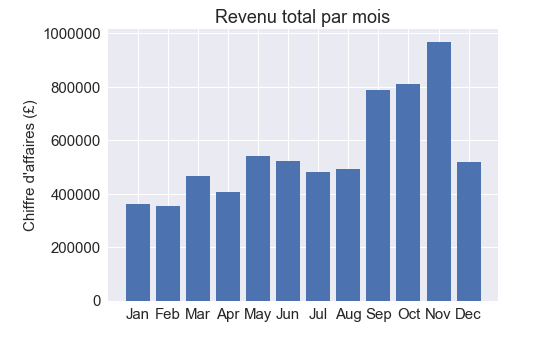 Revenu total par mois
Chiffre d'affaires (£)
1000000
800000
600000
400000
200000
0
Jan Feb Mar Apr May Jun Jul Aug Sep Oct Nov Dec